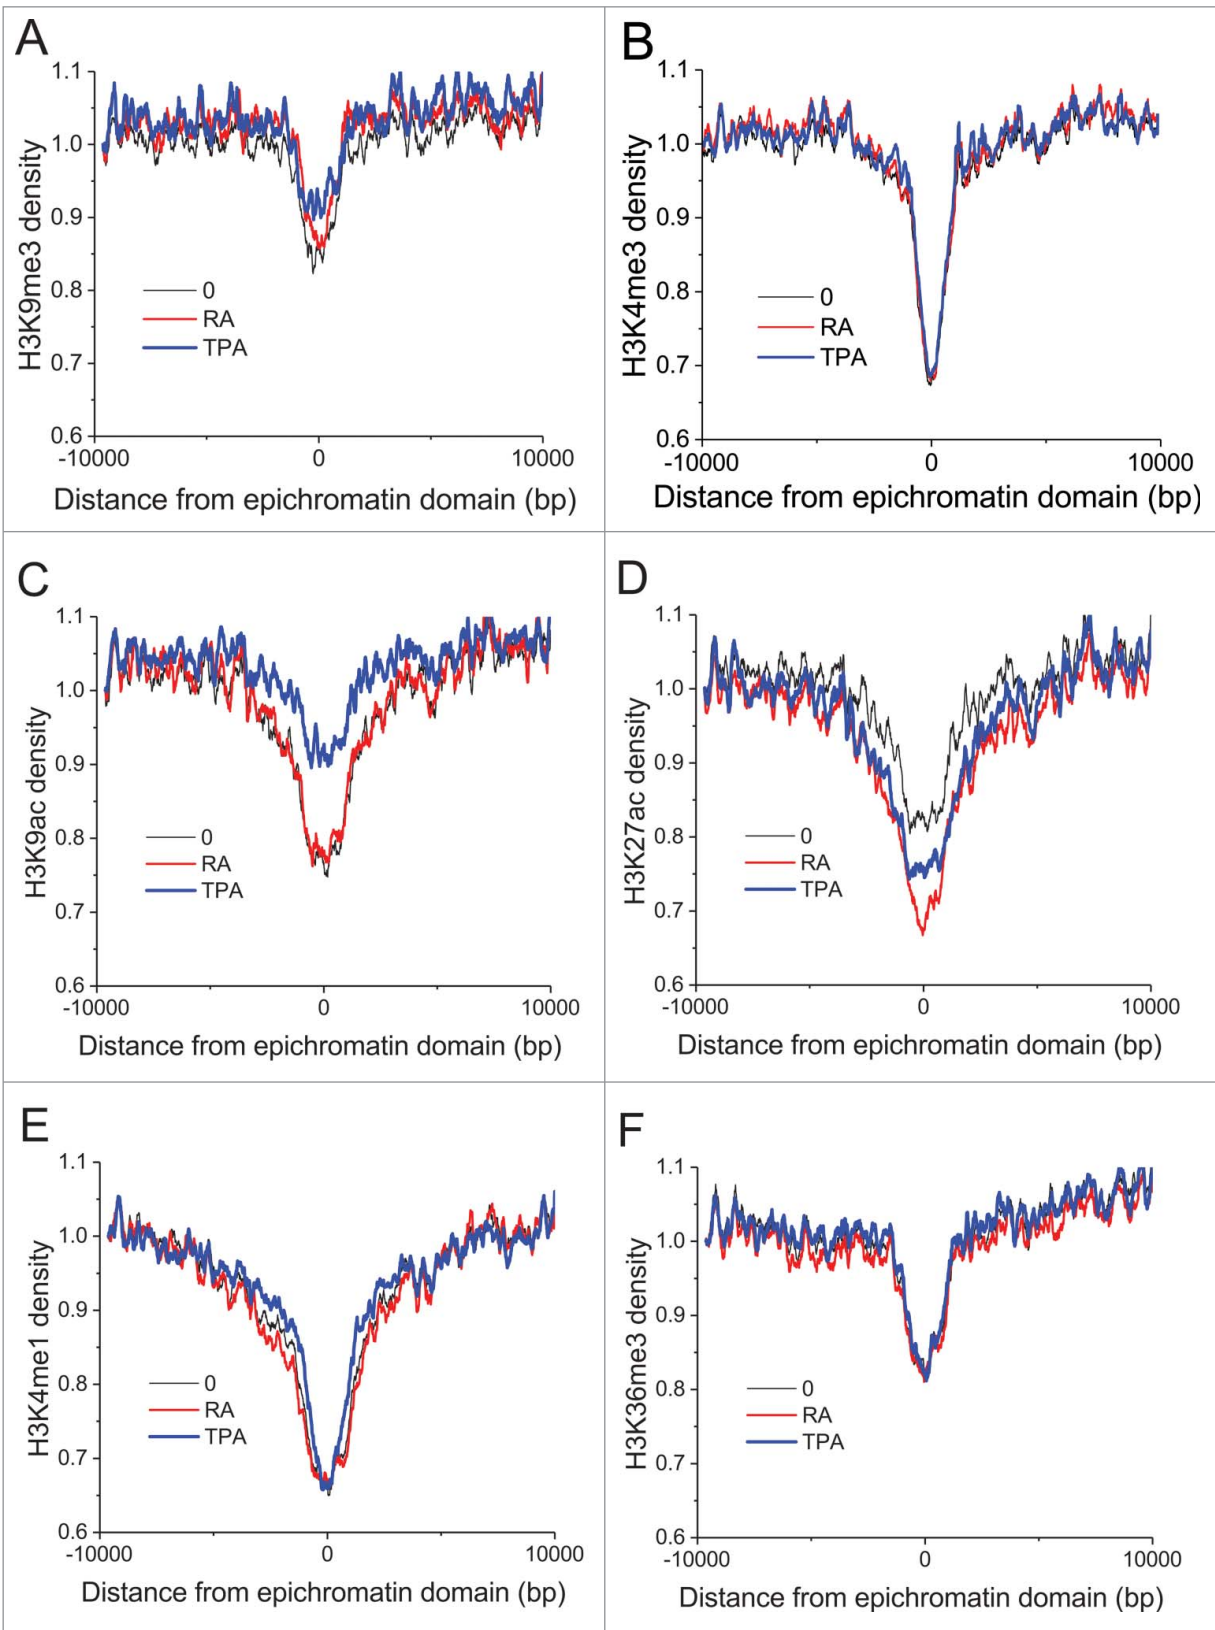 A
H3K9me3 density
1.1
1.0
0.9
0.8
0.7
0.6
0
RA
TPA
-10000
0
10000
Distance from epichromatin domain (bp)
B
H3K4me3 density
1.1
1.0
0.9
0.8
0.7
0.6
0
RA
TPA
-10000
0
10000
Distance from epichromatin domain (bp)
C
H3K9ac density
1.1
1.0
0.9
0.8
0.7
0.6
0
RA
TPA
-10000
0
10000
Distance from epichromatin domain (bp)
D
H3K27ac density
1.1
1.0
0.9
0.8
0.7
0.6
0
RA
TPA
-10000
0
10000
Distance from epichromatin domain (bp)
E
H3K4me1 density
1.1
1.0
0.9
0.8
0.7
0.6
0
RA
TPA
-10000
0
10000
Distance from epichromatin domain (bp)
F
H3K36me3 density
1.1
1.0
0.9
0.8
0.7
0.6
0
RA
TPA
-10000
0
10000
Distance from epichromatin domain (bp)